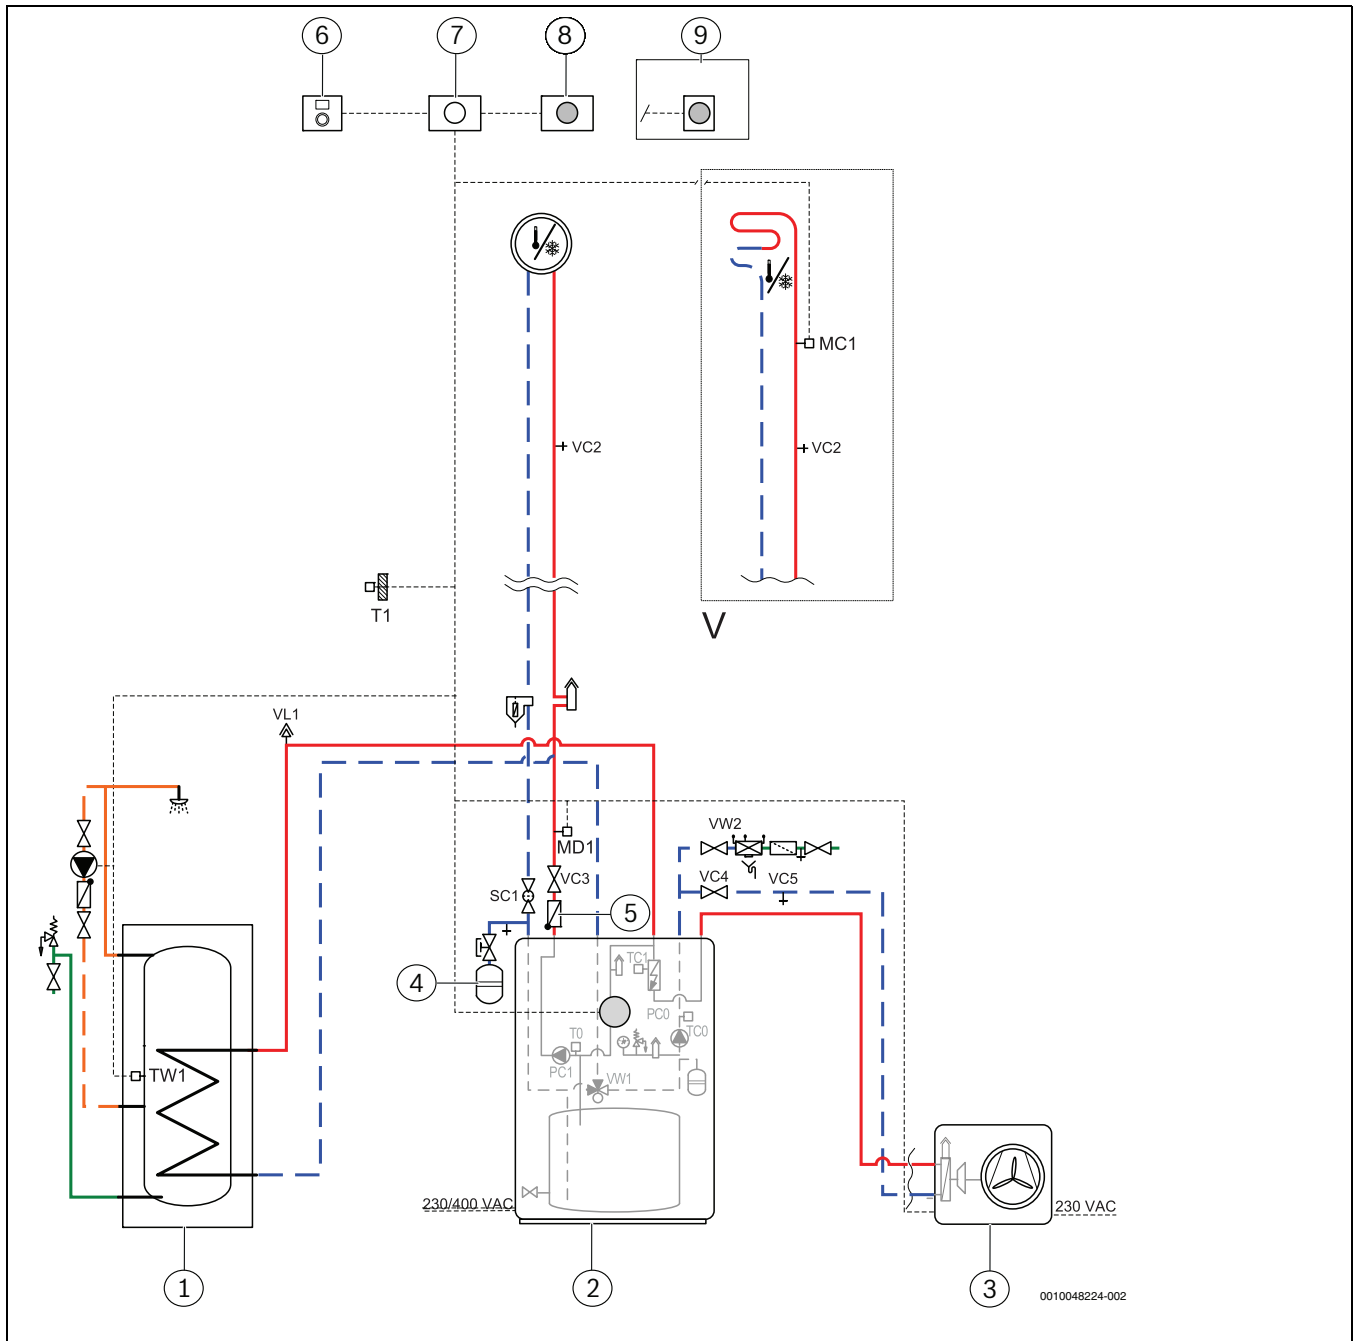 6 7 8 9
MC1
VC2 VC2
T1
V
VL1
VW2
MD1
VC3 VC4 VC5
SC1
5
4
TC1
PC0
T0 TC0
PC1 VW1
TW1
230/400 VAC 230 VAC
1 2 3
0010048224-002